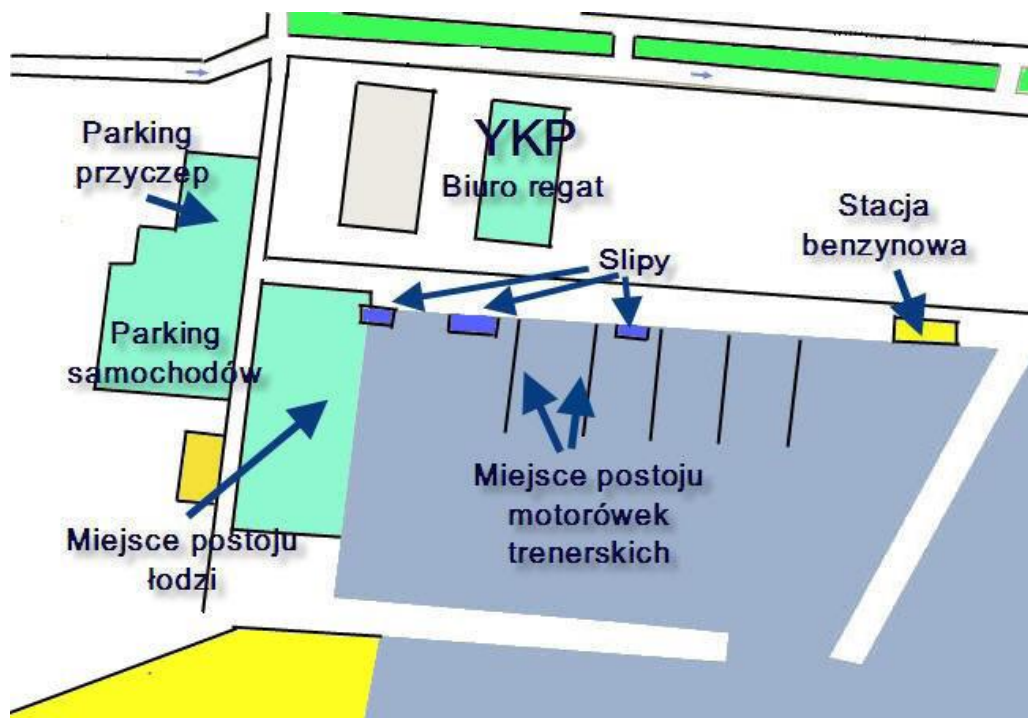 Parking
przyczep
YKP
Biuro regat
Stacja
benzynowa
Slipy
Parking
samochodów
Miejsce postoju
motorówek
trenerskich
Miejsce postoju
łodzi